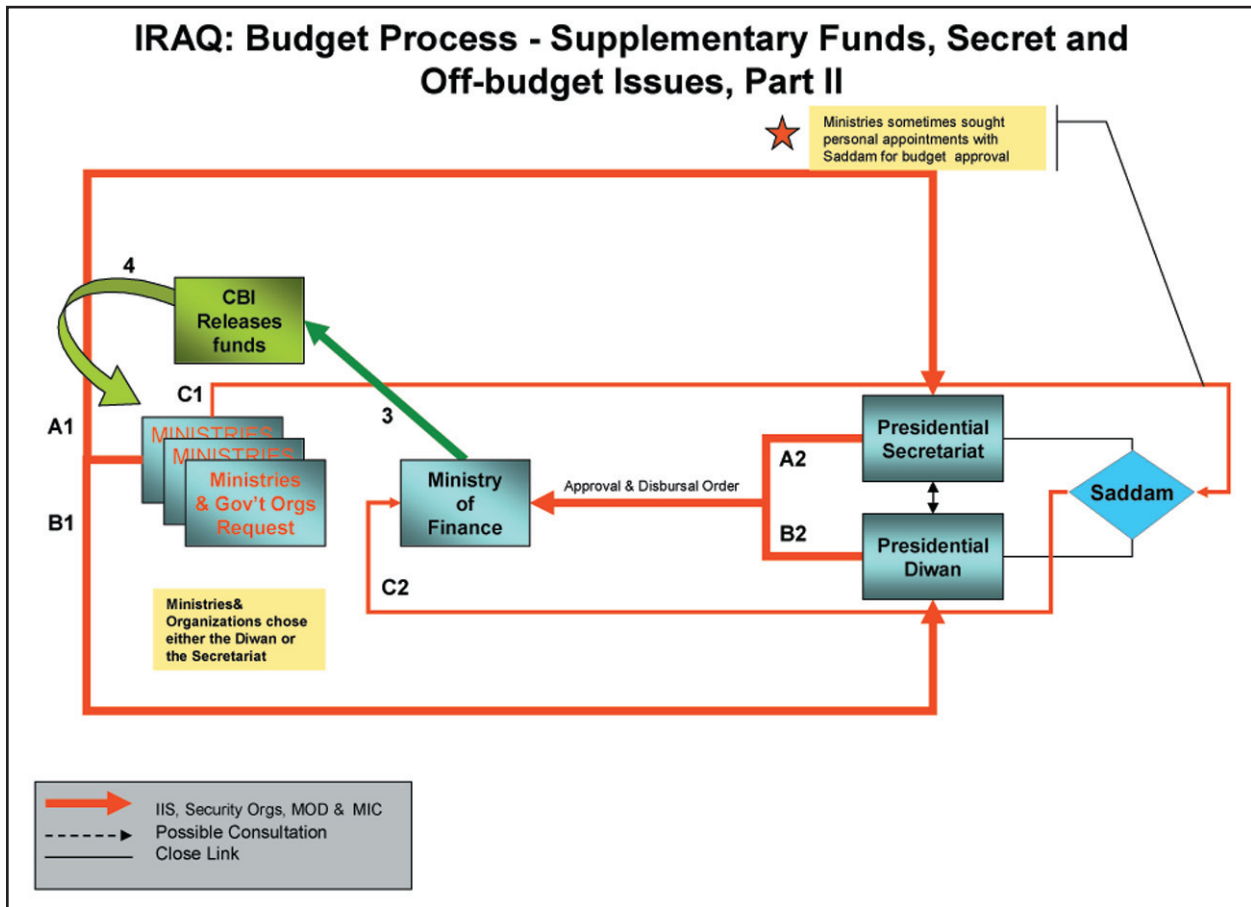 IRAQ: Budget Process - Supplementary Funds, Secret and
Off-budget Issues, Part II
Ministries sometimes sought
personal appointments with
Saddam for budget approval
4
CBI
Releases
funds
C1
3
A1
B1
MINISTRIES
MINISTRIES
Ministries
& Gov't Orgs
Request
Ministry
of
Finance
Approval & Disbursal Order
A2
B2
C2
Presidential
Secretariat
Presidential
Diwan
Saddam
Ministries&
Organizations chose
either the Diwan or
the Secretariat
IIS, Security Orgs, MOD & MIC
Possible Consultation
Close Link